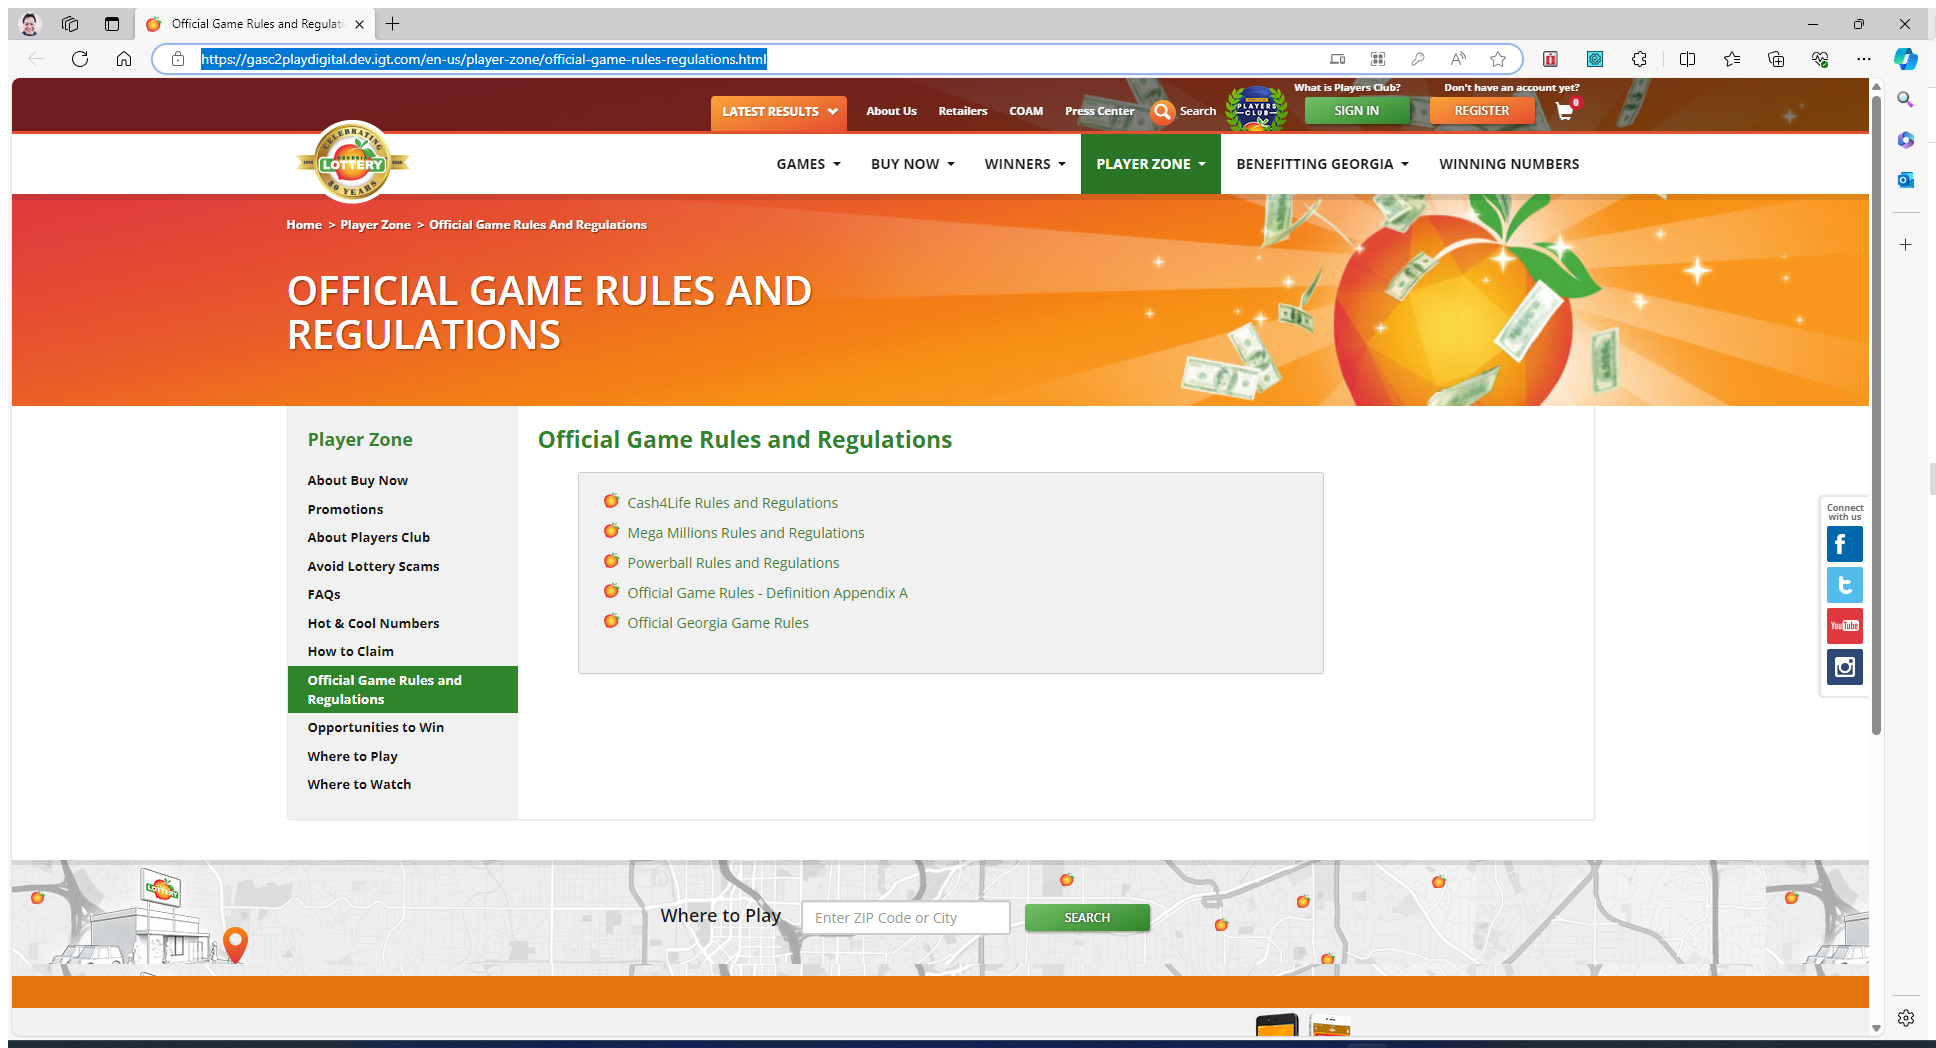 Official Game Rules and Regulati
https://gasc2playdigital.dev.igt.com/en-us/player-zone/official-game-rules-regulations.html
What is Players Club?
Don't have an account yet?
LATEST RESULTS
About Us
Retailers
COAM
Press Center
Search
PLAYERS
CLUB
SIGN IN
REGISTER
0
CELEBRATING
GEORGIA
LOTTERY
30 YEARS
GAMES
BUY NOW
WINNERS
PLAYER ZONE
BENEFITTING GEORGIA
WINNING NUMBERS
Home > Player Zone > Official Game Rules And Regulations
OFFICIAL GAME RULES AND
REGULATIONS
Player Zone
About Buy Now
Promotions
About Players Club
Avoid Lottery Scams
FAQs
Hot & Cool Numbers
How to Claim
Official Game Rules and
Regulations
Opportunities to Win
Where to Play
Where to Watch
Official Game Rules and Regulations
Cash4Life Rules and Regulations
Mega Millions Rules and Regulations
Powerball Rules and Regulations
Official Game Rules - Definition Appendix A
Official Georgia Game Rules
Connect
with us
You Tube
LOTTERY
Where to Play
Enter ZIP Code or City
SEARCH